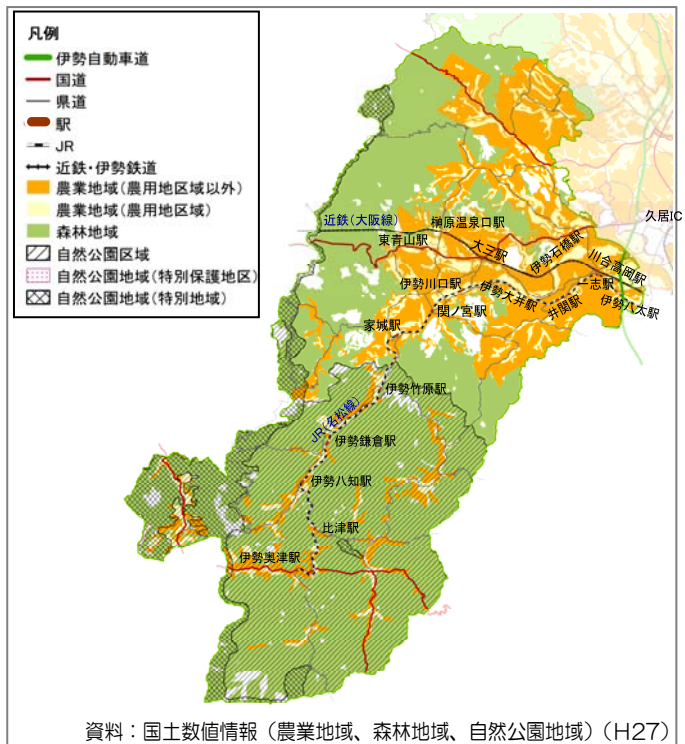 凡例
伊勢自動車道
国道
県道
駅
JR
近鉄・伊勢鉄道
農業地域(農用地区域以外)
農業地域(農用地区域)
森林地域
自然公園区域
自然公園地域(特別保護地区)
自然公園地域(特別地域)
久居IC
近鉄(大阪線)
榊原温泉口駅
東青山駅
大三駅
伊勢石橋駅
川合高岡駅
伊勢川口駅
伊勢大井駅
一志駅
関ノ宮駅
井関駅
伊勢八太駅
家城駅
伊勢竹原駅
JR(名松線)
伊勢鎌倉駅
伊勢八知駅
比津駅
伊勢奥津駅
資料：国土数値情報（農業地域、森林地域、自然公園地域）（H27）